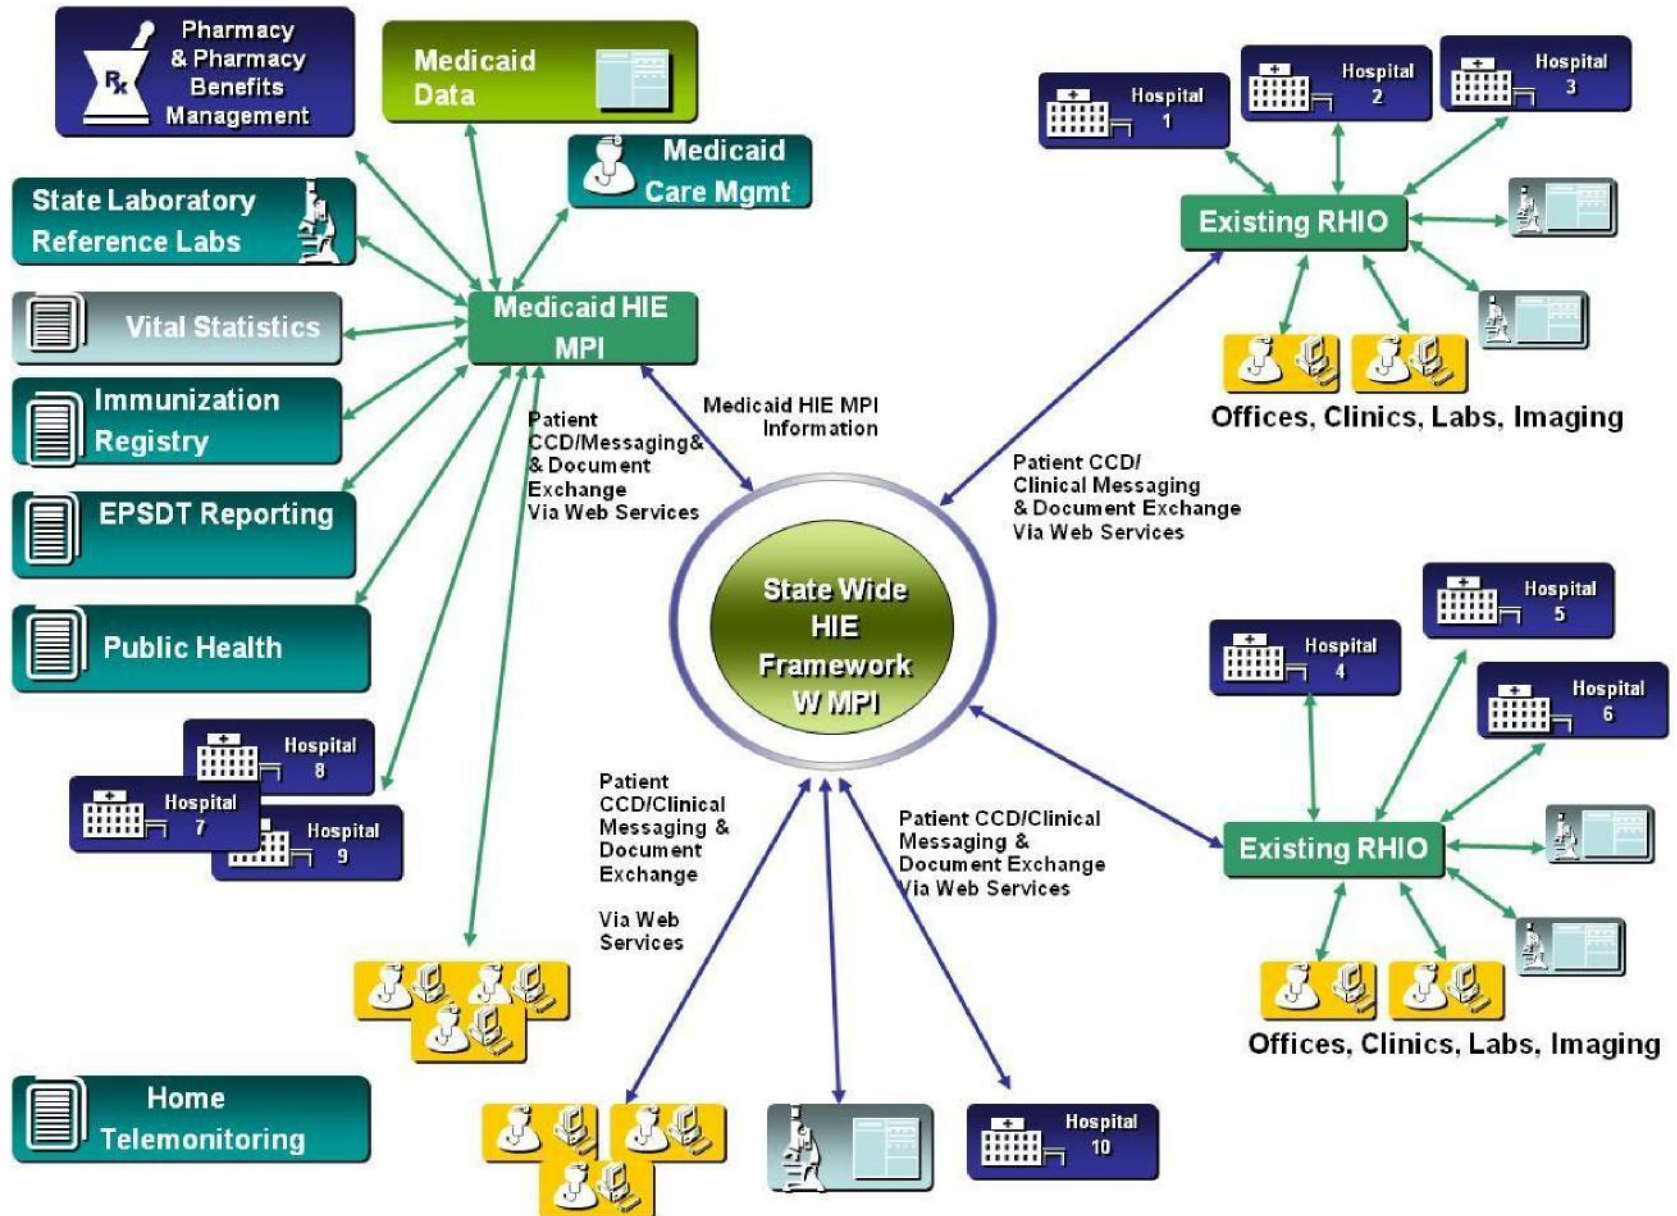 Pharmacy
& Pharmacy
Benefits
Management
Rx
Medicaid
Data
Medicaid
Care Mgmt
State Laboratory
Reference Labs
Vital Statistics
Immunization
Registry
EPSDT Reporting
Public Health
Medicaid HIE
MPI
Patient
CCD/Messaging&
& Document
Exchange
Via Web Services
Medicaid HIE MPI
Information
Hospital
1
Hospital
2
Hospital
3
Existing RHIO
Offices, Clinics, Labs, Imaging
Patient CCD/
Clinical Messaging
& Document Exchange
Via Web Services
State Wide
HIE
Framework
W MPI
Hospital
4
Hospital
5
Hospital
6
Existing RHIO
Offices, Clinics, Labs, Imaging
Hospital
8
Hospital
7
Hospital
9
Patient
CCD/Clinical
Messaging &
Document
Exchange
Via Web
Services
Patient CCD/Clinical
Messaging &
Document Exchange
Via Web Services
Home
Telemonitoring
Hospital
10